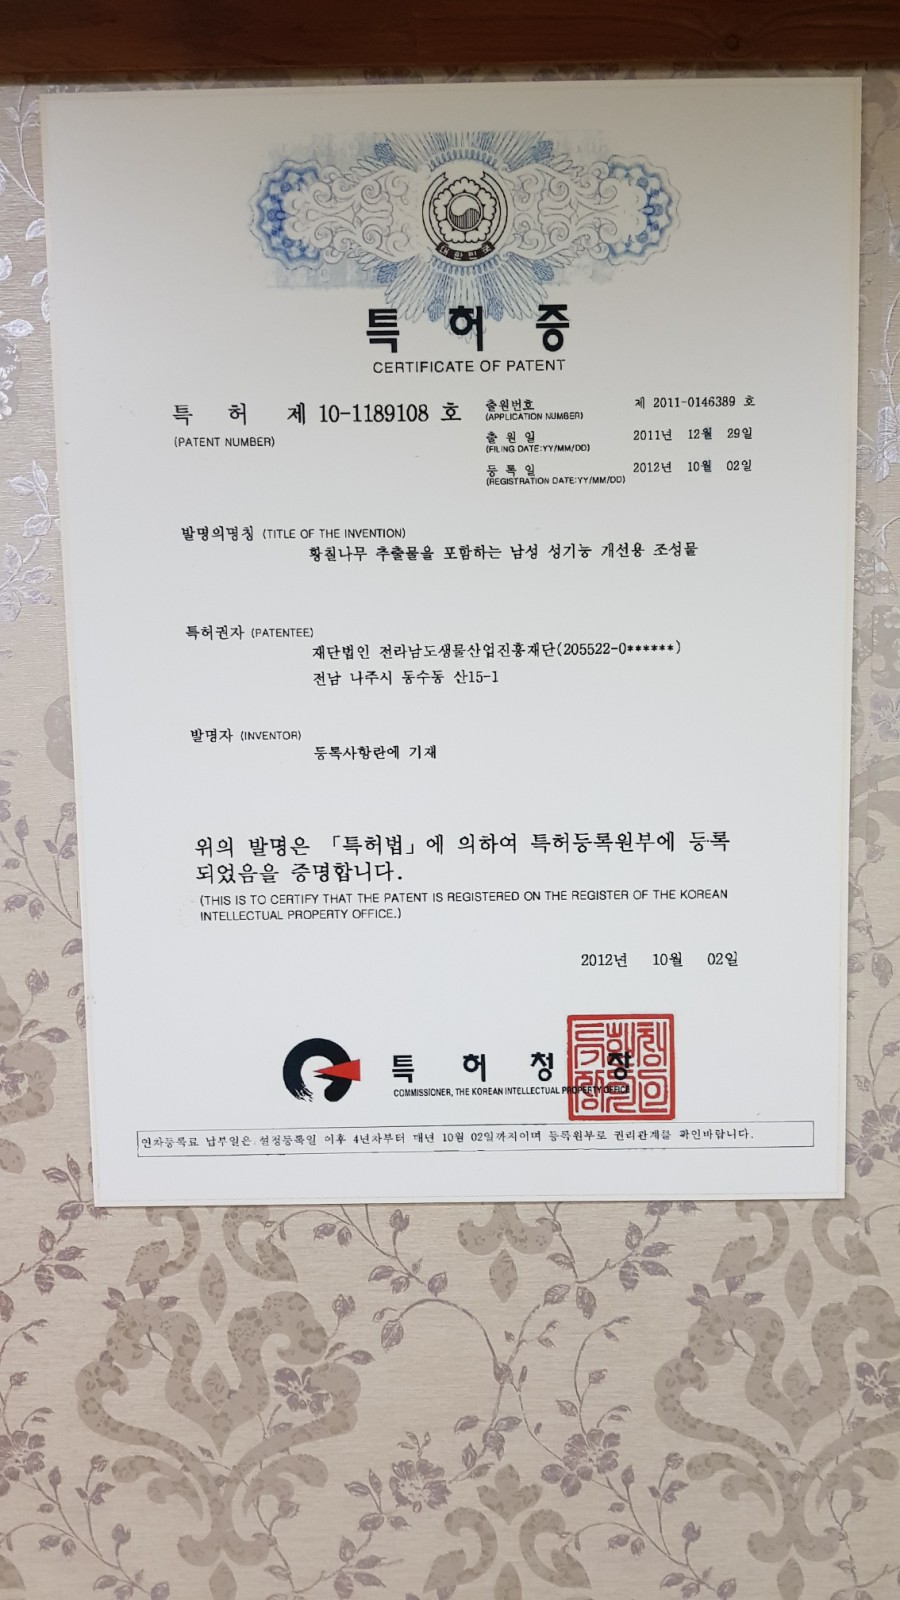 대한민국
특 허 증
CERTIFICATE OF PATENT
특 허 제 10-1189108 호
(PATENT NUMBER)
출원번호 제 2011-0146389 호
(APPLICATION NUMBER)
출 원 일 2011년 12월 29일
(FILING DATE:YY/MM/DD)
등 록 일 2012년 10월 02일
(REGISTRATION DATE:YY/MM/DD)
발명의명칭 (TITLE OF THE INVENTION)
황칠나무 추출물을 포함하는 남성 성기능 개선용 조성물
특허권자 (PATENTEE)
재단법인 전라남도생물산업진흥재단(205522-0******)
전남 나주시 동수동 산15-1
발명자 (INVENTOR)
등록사항란에 기재
위의 발명은 「특허법」에 의하여 특허등록원부에 등록
되었음을 증명합니다.
(THIS IS TO CERTIFY THAT THE PATENT IS REGISTERED ON THE REGISTER OF THE KOREAN
INTELLECTUAL PROPERTY OFFICE.)
2012년 10월 02일
특 허 청 장
COMMISSIONER, THE KOREAN INTELLECTUAL PROPERTY OFFICE
연차등록료 납부일은 설정등록일 이후 4년차부터 매년 10월 02일까지이며 등록원부로 권리관계를 확인바랍니다.